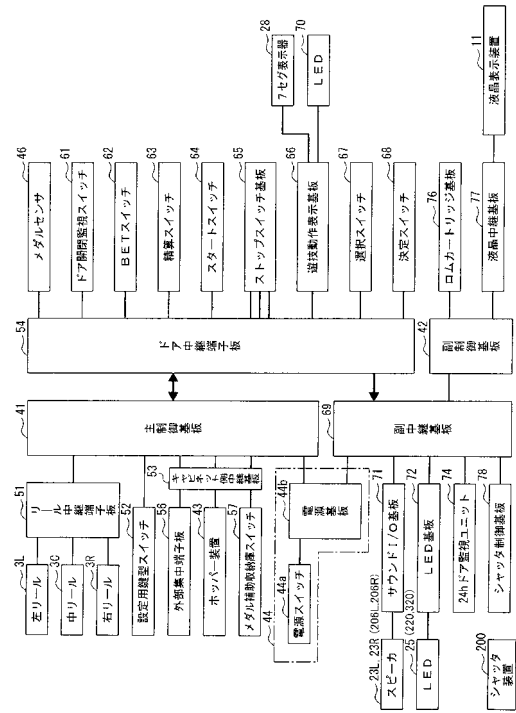 3L
左リール
3C
中リール
3R
右リール
51
リール中継端子板
52
設定用鍵型スイッチ
53
キャビネット側中継基板
56
外部集中端子板
43
ホッパー装置
57
メダル補助収納庫スイッチ
44
44a
電源スイッチ
44b
電源基板
41
主制御基板
54
ドア中継端子板
46
メダルセンサ
61
ドア開閉監視スイッチ
62
BETスイッチ
63
精算スイッチ
64
スタートスイッチ
65
ストップスイッチ基板
66
遊技動作表示基板
28
7セグ表示器
70
LED
67
選択スイッチ
68
決定スイッチ
69
副中継基板
42
副制御基板
76
ロムカートリッジ基板
77
液晶中継基板
11
液晶表示装置
71
サウンドI/O基板
23L, 23R (206L, 206R)
スピーカ
72
LED基板
25 (220,320)
LED
74
24hドア監視ユニット
78
シャッタ制御基板
200
シャッタ装置